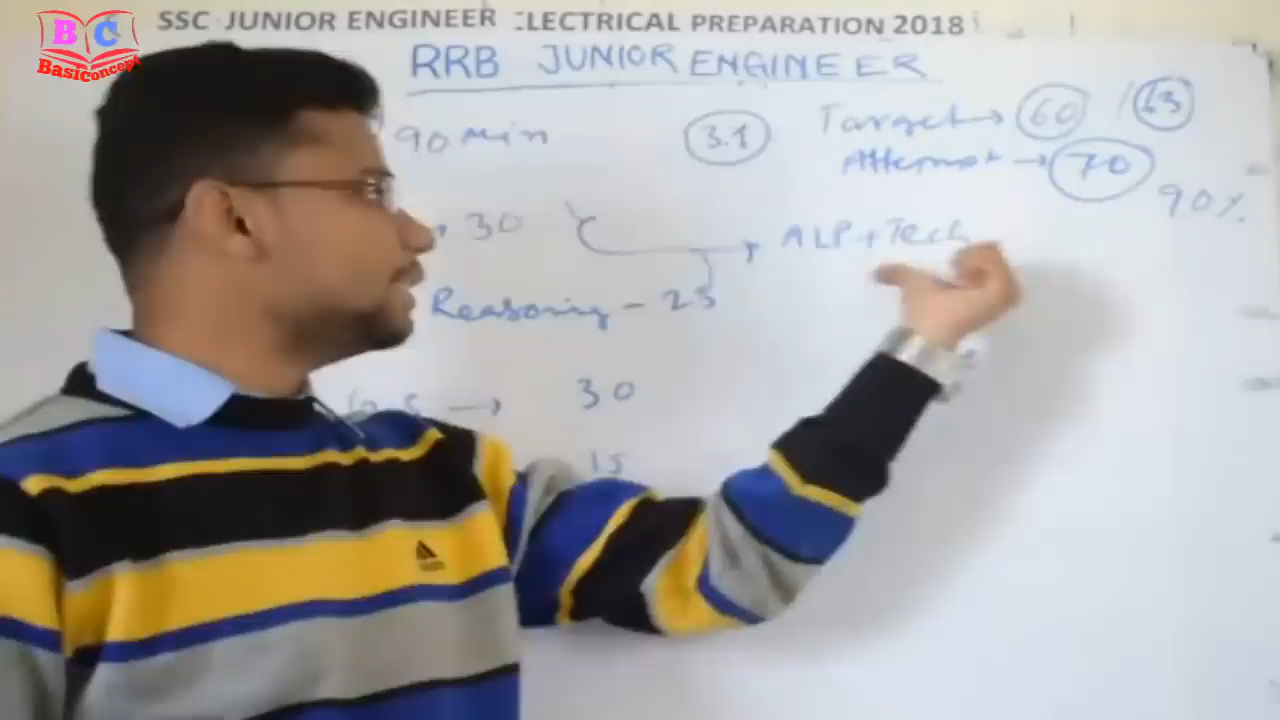 SSC JUNIOR ENGINEER ELECTRICAL PREPARATION 2018
BC
BasiConcept
RRB JUNIOR ENGINEER
90 Min
3.1
Target → 60 / 63
Attempt → 70
90%
→ 30
ALP + Tech
Reasoning - 25
→ 30
15